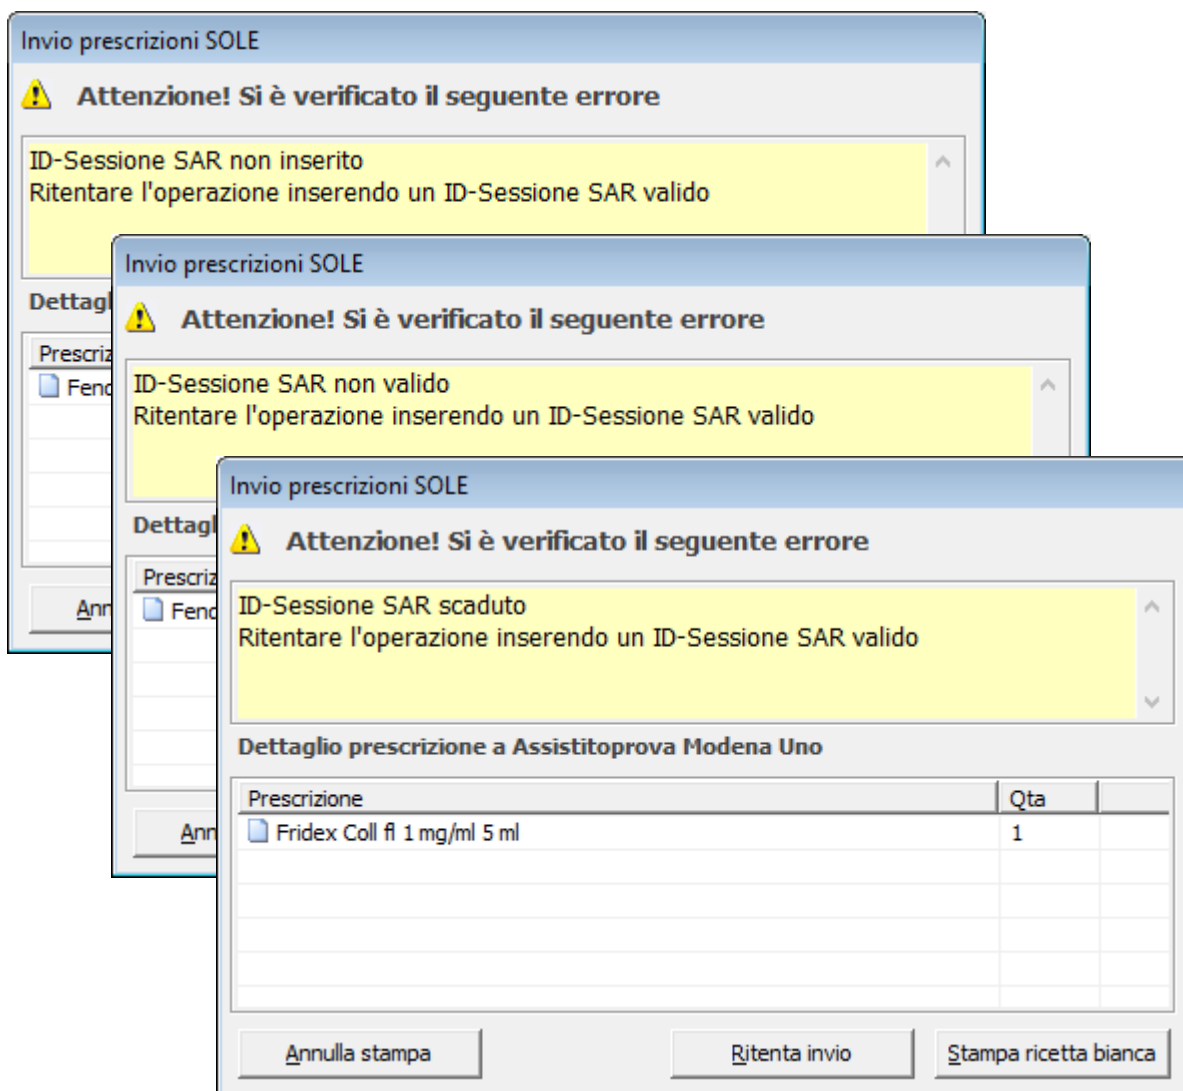 Invio prescrizioni SOLE
Attenzione! Si è verificato il seguente errore
ID-Sessione SAR non inserito
Ritentare l'operazione inserendo un ID-Sessione SAR valido
Invio prescrizioni SOLE
Attenzione! Si è verificato il seguente errore
ID-Sessione SAR non valido
Ritentare l'operazione inserendo un ID-Sessione SAR valido
Invio prescrizioni SOLE
Attenzione! Si è verificato il seguente errore
ID-Sessione SAR scaduto
Ritentare l'operazione inserendo un ID-Sessione SAR valido
Dettaglio prescrizione a Assistitoprova Modena Uno
Prescrizione Qta
Fridex Coll fl 1 mg/ml 5 ml 1
Annulla stampa Ritenta invio Stampa ricetta bianca